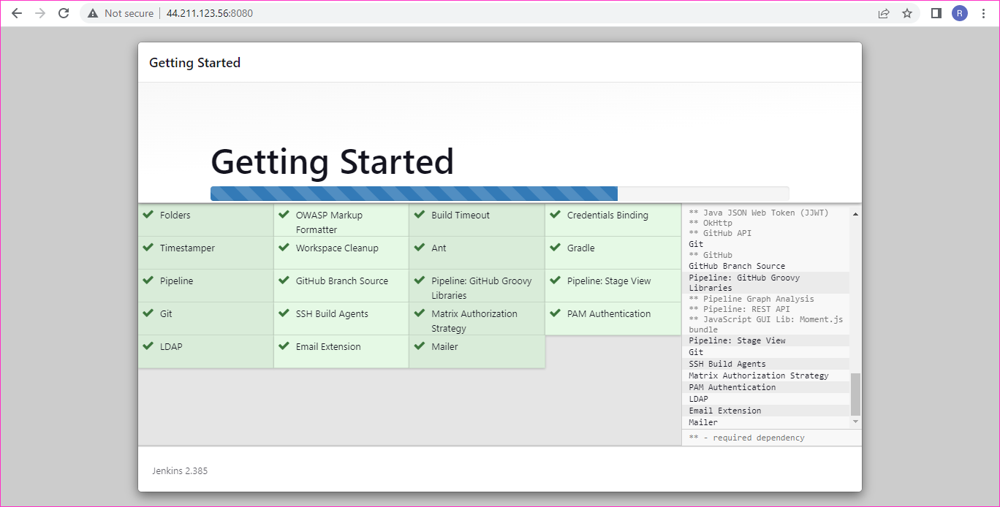 Not secure
44.211.123.56:8080
R
Getting Started
Getting Started
Folders
OWASP Markup
Formatter
Build Timeout
Credentials Binding
Timestamper
Workspace Cleanup
Ant
Gradle
Pipeline
GitHub Branch Source
Pipeline: GitHub Groovy
Libraries
Pipeline: Stage View
Git
SSH Build Agents
Matrix Authorization
Strategy
PAM Authentication
LDAP
Email Extension
Mailer
** Java JSON Web Token (JJWT)
** OkHttp
** GitHub API
Git
** GitHub
GitHub Branch Source
Pipeline: GitHub Groovy
Libraries
** Pipeline Graph Analysis
** Pipeline: REST API
** JavaScript GUI Lib: Moment.js
bundle
Pipeline: Stage View
Git
SSH Build Agents
Matrix Authorization Strategy
PAM Authentication
LDAP
Email Extension
Mailer
** - required dependency
Jenkins 2.385